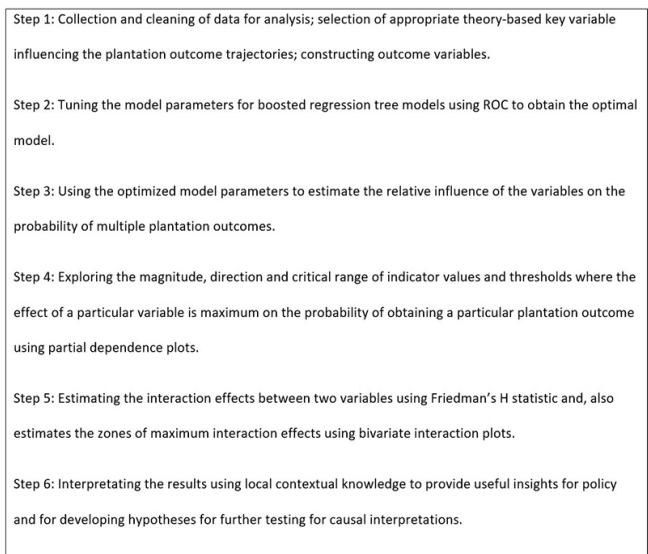 Step 1: Collection and cleaning of data for analysis; selection of appropriate theory-based key variable
influencing the plantation outcome trajectories; constructing outcome variables.
Step 2: Tuning the model parameters for boosted regression tree models using ROC to obtain the optimal
model.
Step 3: Using the optimized model parameters to estimate the relative influence of the variables on the
probability of multiple plantation outcomes.
Step 4: Exploring the magnitude, direction and critical range of indicator values and thresholds where the
effect of a particular variable is maximum on the probability of obtaining a particular plantation outcome
using partial dependence plots.
Step 5: Estimating the interaction effects between two variables using Friedman's H statistic and, also
estimates the zones of maximum interaction effects using bivariate interaction plots.
Step 6: Interpretating the results using local contextual knowledge to provide useful insights for policy
and for developing hypotheses for further testing for causal interpretations.